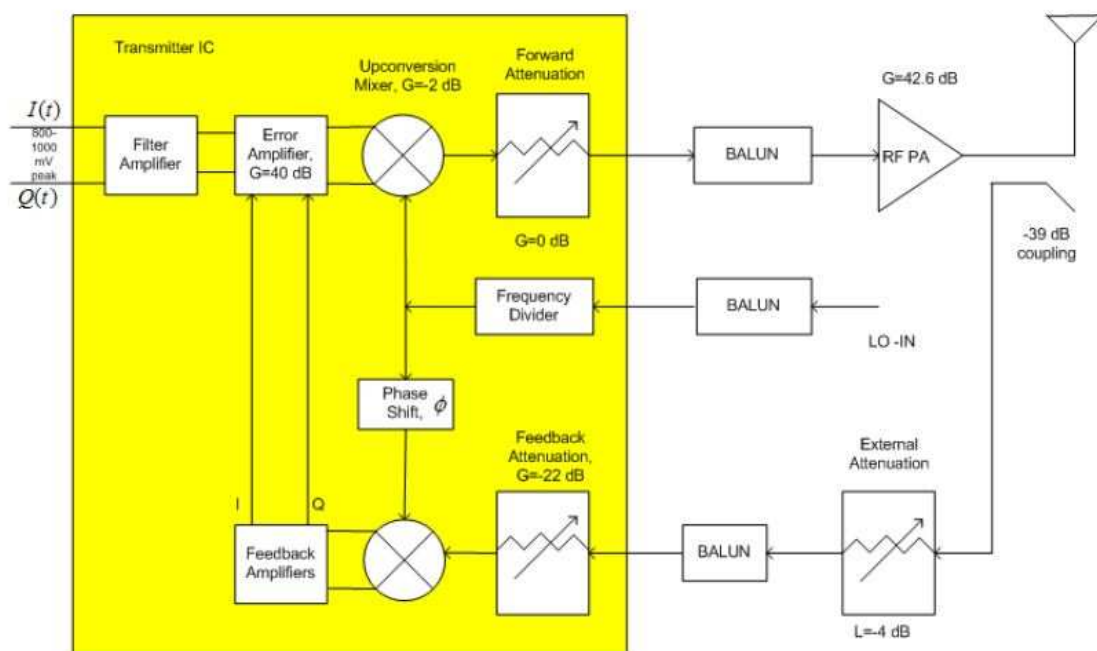 Transmitter IC
Upconversion
Mixer, G=-2 dB
Forward
Attenuation
G=42.6 dB
I(t)
800-
1000
mV
peak
Q(t)
Filter
Amplifier
Error
Amplifier,
G=40 dB
BALUN
RF PA
G=0 dB
-39 dB
coupling
Frequency
Divider
BALUN
LO -IN
Phase
Shift, ϕ
Feedback
Attenuation,
G=-22 dB
External
Attenuation
I
Q
Feedback
Amplifiers
BALUN
L=-4 dB